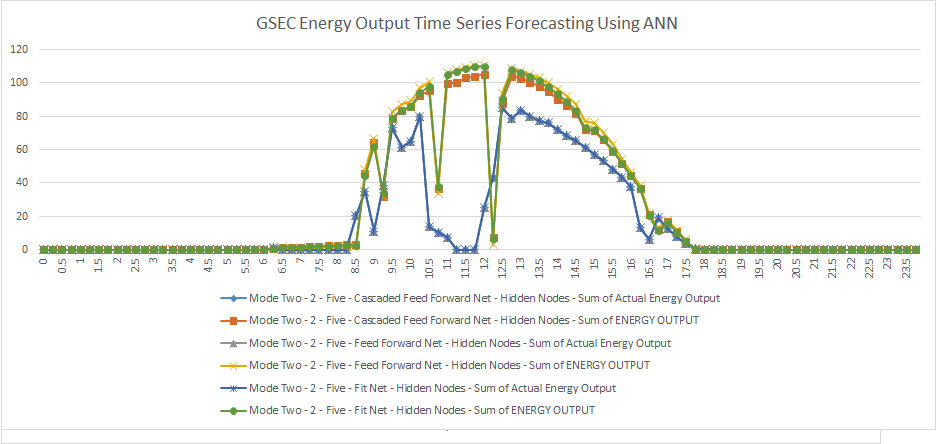 GSEC Energy Output Time Series Forecasting Using ANN
120
100
80
60
40
20
0
0 0.5 1 1.5 2 2.5 3 3.5 4 4.5 5 5.5 6 6.5 7 7.5 8 8.5 9 9.5 10 10.5 11 11.5 12 12.5 13 13.5 14 14.5 15 15.5 16 16.5 17 17.5 18 18.5 19 19.5 20 20.5 21 21.5 22 22.5 23 23.5
Mode Two - 2 - Five - Cascaded Feed Forward Net - Hidden Nodes - Sum of Actual Energy Output
Mode Two - 2 - Five - Cascaded Feed Forward Net - Hidden Nodes - Sum of ENERGY OUTPUT
Mode Two - 2 - Five - Feed Forward Net - Hidden Nodes - Sum of Actual Energy Output
Mode Two - 2 - Five - Feed Forward Net - Hidden Nodes - Sum of ENERGY OUTPUT
Mode Two - 2 - Five - Fit Net - Hidden Nodes - Sum of Actual Energy Output
Mode Two - 2 - Five - Fit Net - Hidden Nodes - Sum of ENERGY OUTPUT